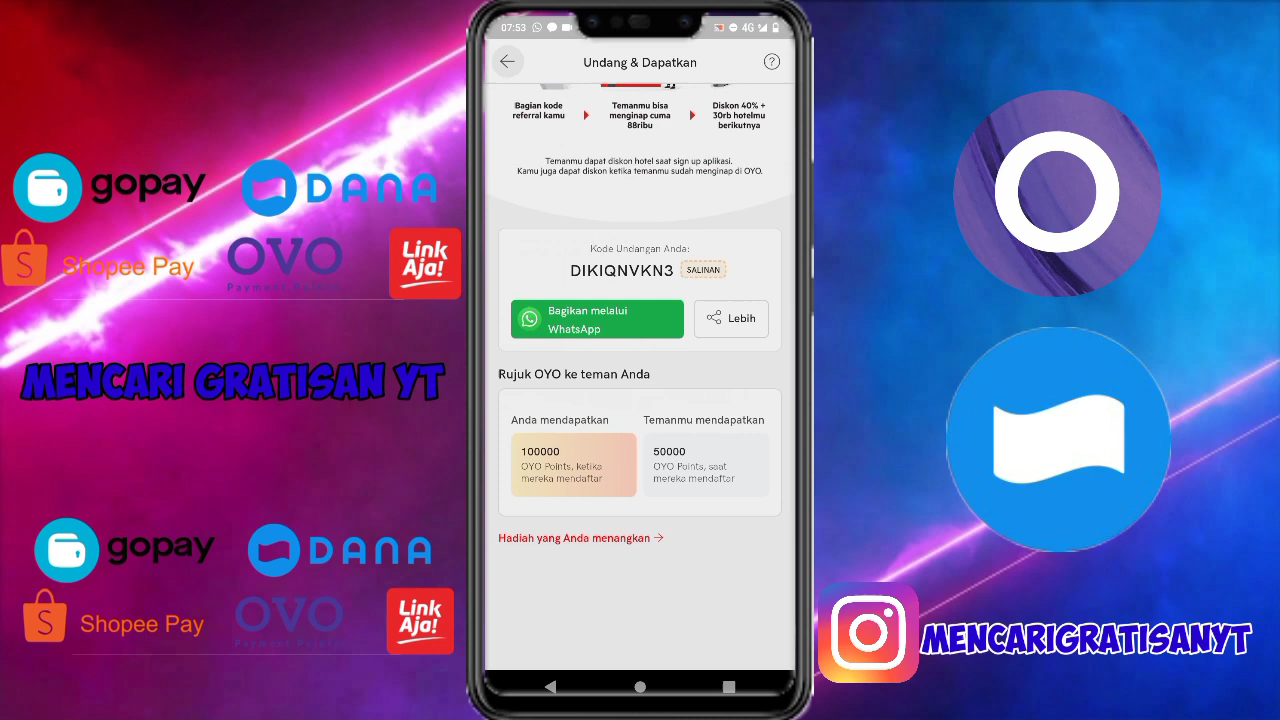 07:53
4G
Undang & Dapatkan
Bagian kode
referral kamu
Temanmu bisa
menginap cuma
88ribu
Diskon 40% +
30rb hotelmu
berikutnya
Temanmu dapat diskon hotel saat sign up aplikasi.
Kamu juga dapat diskon ketika temanmu sudah menginap di OYO.
Kode Undangan Anda:
DIKIQNVKN3 SALINAN
Bagikan melalui
WhatsApp
Lebih
Rujuk OYO ke teman Anda
Anda mendapatkan
100000
OYO Points, ketika
mereka mendaftar
Temanmu mendapatkan
50000
OYO Points, saat
mereka mendaftar
Hadiah yang Anda menangkan
gopay
DANA
Shopee Pay
OVO
Link
Aja!
MENCARI GRATISAN YT
gopay
DANA
Shopee Pay
OVO
Link
Aja!
MENCARIGRATISANYT